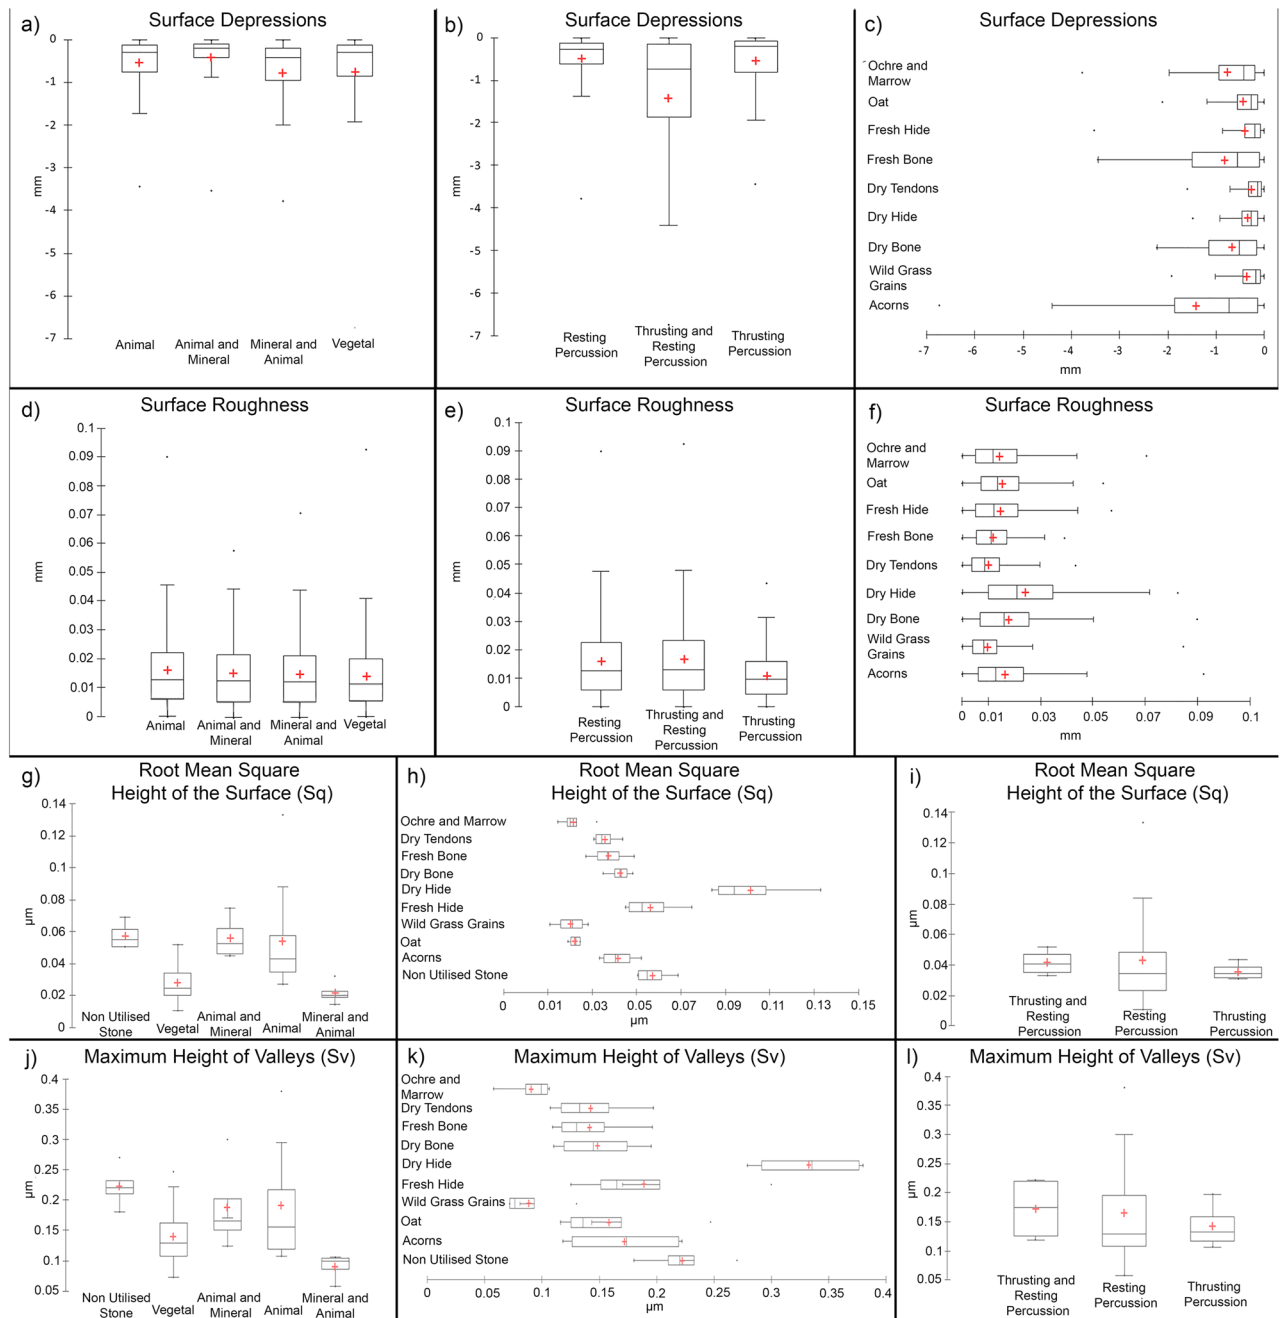 a)
Surface Depressions
0
-1
-2
-3
-4
-5
-6
-7
mm
Animal
Animal and
Mineral
Mineral and
Animal
Vegetal
b)
Surface Depressions
0
-1
-2
-3
-4
-5
-6
-7
mm
Resting
Percussion
Thrusting and
Resting
Percussion
Thrusting
Percussion
c)
Surface Depressions
Ochre and
Marrow
Oat
Fresh Hide
Fresh Bone
Dry Tendons
Dry Hide
Dry Bone
Wild Grass
Grains
Acorns
-7 -6 -5 -4 -3 -2 -1 0
mm
d)
Surface Roughness
0.1
0.09
0.08
0.07
0.06
0.05
0.04
0.03
0.02
0.01
0
mm
Animal
Animal and
Mineral
Mineral and
Animal
Vegetal
e)
Surface Roughness
0.1
0.09
0.08
0.07
0.06
0.05
0.04
0.03
0.02
0.01
0
mm
Resting
Percussion
Thrusting and
Resting
Percussion
Thrusting
Percussion
f)
Surface Roughness
Ochre and
Marrow
Oat
Fresh Hide
Fresh Bone
Dry Tendons
Dry Hide
Dry Bone
Wild Grass
Grains
Acorns
0 0.01 0.03 0.05 0.07 0.09 0.1
mm
g)
Root Mean Square
Height of the Surface (Sq)
0.14
0.12
0.1
0.08
0.06
0.04
0.02
0
µm
Non Utilised
Stone
Vegetal
Animal and
Mineral
Animal
Mineral and
Animal
h)
Root Mean Square
Height of the Surface (Sq)
Ochre and Marrow
Dry Tendons
Fresh Bone
Dry Bone
Dry Hide
Fresh Hide
Wild Grass Grains
Oat
Acorns
Non Utilised Stone
0 0.01 0.03 0.05 0.07 0.09 0.1 0.11 0.15
µm
i)
Root Mean Square
Height of the Surface (Sq)
0.14
0.12
0.1
0.08
0.06
0.04
0.02
0
µm
Thrusting and
Resting
Percussion
Resting
Percussion
Thrusting
Percussion
j)
Maximum Height of Valleys (Sv)
0.4
0.35
0.3
0.25
0.2
0.15
0.1
0.05
µm
Non Utilised
Stone
Vegetal
Animal and
Mineral
Animal
Mineral and
Animal
k)
Maximum Height of Valleys (Sv)
Ochre and
Marrow
Dry Tendons
Fresh Bone
Dry Bone
Dry Hide
Fresh Hide
Wild Grass Grains
Oat
Acorns
Non Utilised Stone
0 0.05 0.1 0.15 0.2 0.25 0.3 0.35 0.4
µm
l)
Maximum Height of Valleys (Sv)
0.4
0.35
0.3
0.25
0.2
0.15
0.1
0.05
µm
Thrusting and
Resting
Percussion
Resting
Percussion
Thrusting
Percussion